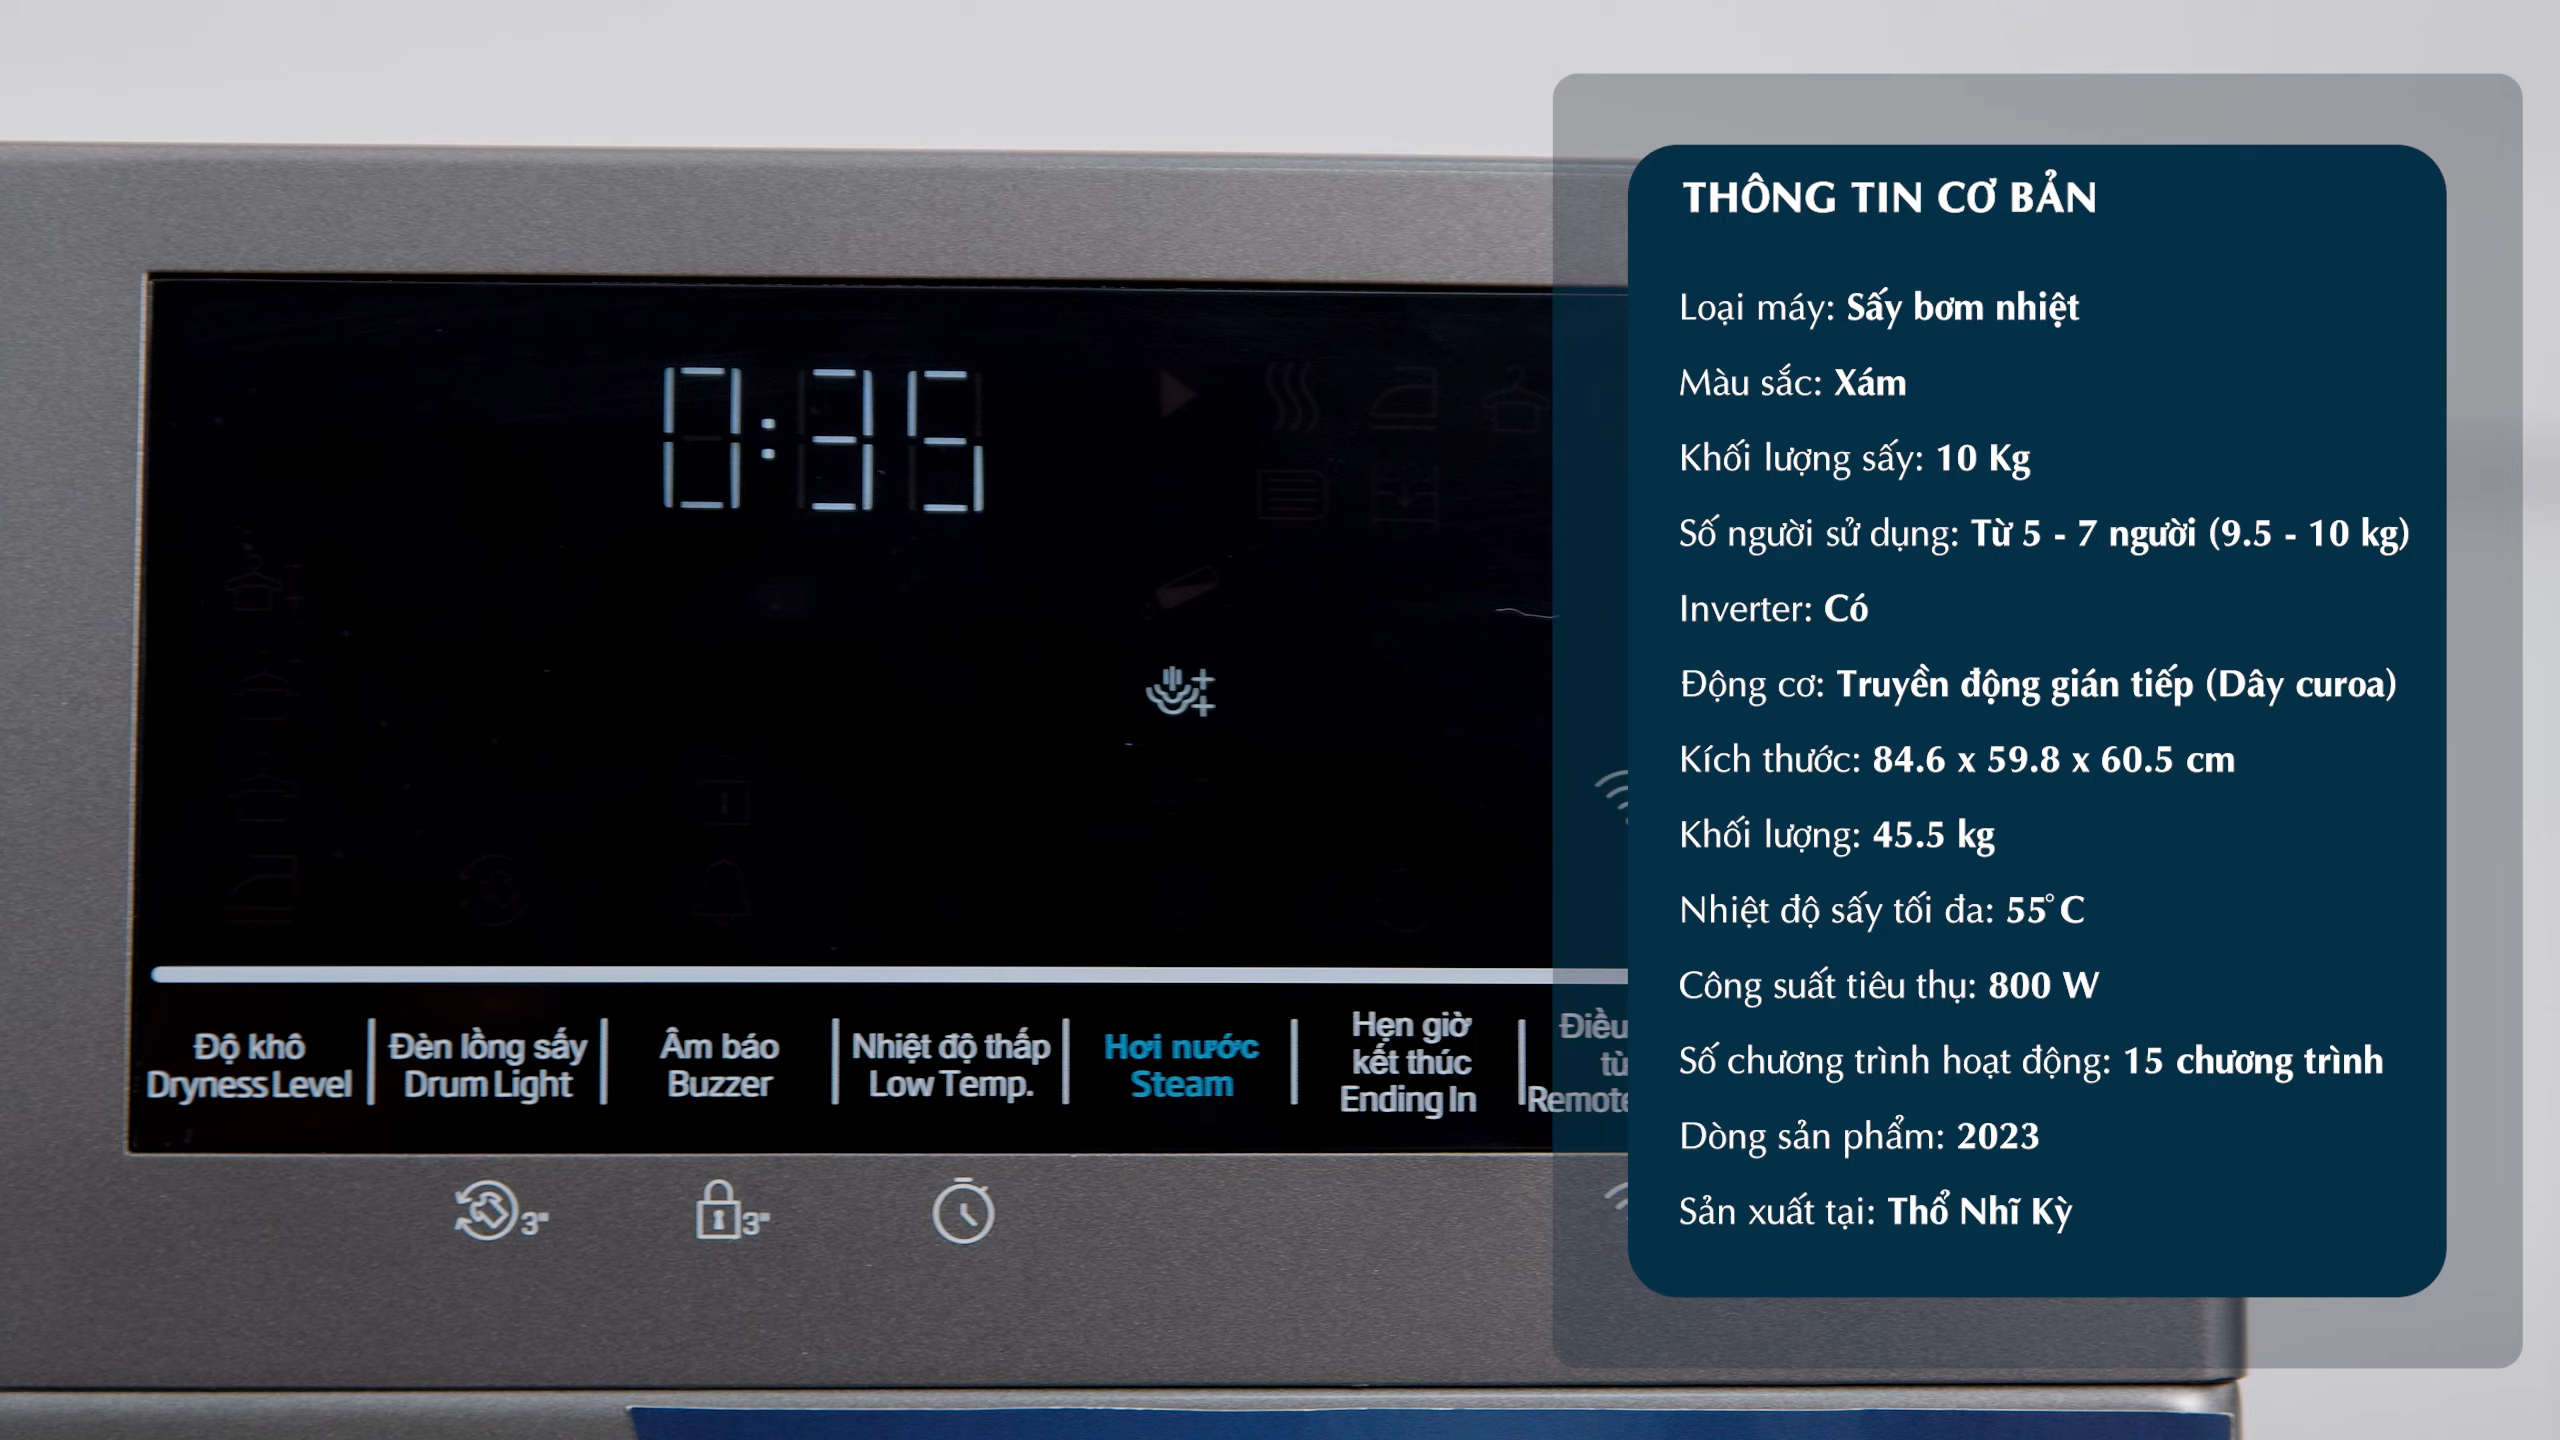 0:35
Độ khô
Dryness Level
Đèn lồng sấy
Drum Light
Âm báo
Buzzer
Nhiệt độ thấp
Low Temp.
Hơi nước
Steam
Hẹn giờ
kết thúc
Ending In
Điều
từ
Remote
3"
3"
THÔNG TIN CƠ BẢN
Loại máy: Sấy bơm nhiệt
Màu sắc: Xám
Khối lượng sấy: 10 Kg
Số người sử dụng: Từ 5 - 7 người (9.5 - 10 kg)
Inverter: Có
Động cơ: Truyền động gián tiếp (Dây curoa)
Kích thước: 84.6 x 59.8 x 60.5 cm
Khối lượng: 45.5 kg
Nhiệt độ sấy tối đa: 55°C
Công suất tiêu thụ: 800 W
Số chương trình hoạt động: 15 chương trình
Dòng sản phẩm: 2023
Sản xuất tại: Thổ Nhĩ Kỳ